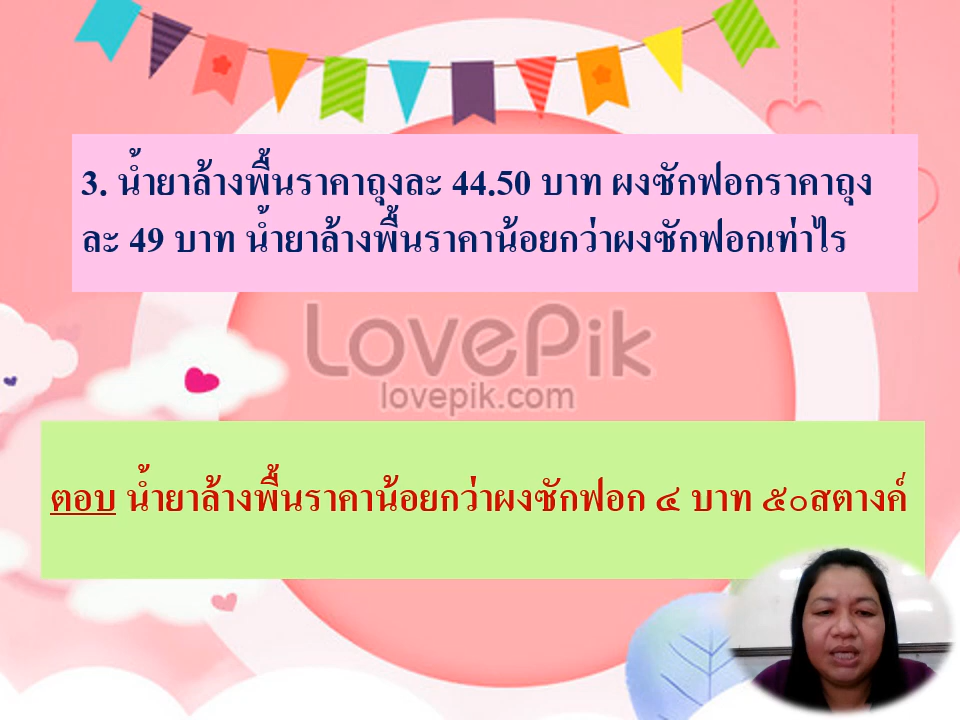 3. น้ำยาล้างพื้นราคาถุงละ 44.50 บาท ผงซักฟอกราคาถุง
ละ 49 บาท น้ำยาล้างพื้นราคาน้อยกว่าผงซักฟอกเท่าไร
LovePik
lovepik.com
ตอบ น้ำยาล้างพื้นราคาน้อยกว่าผงซักฟอก ๔ บาท ๕๐สตางค์